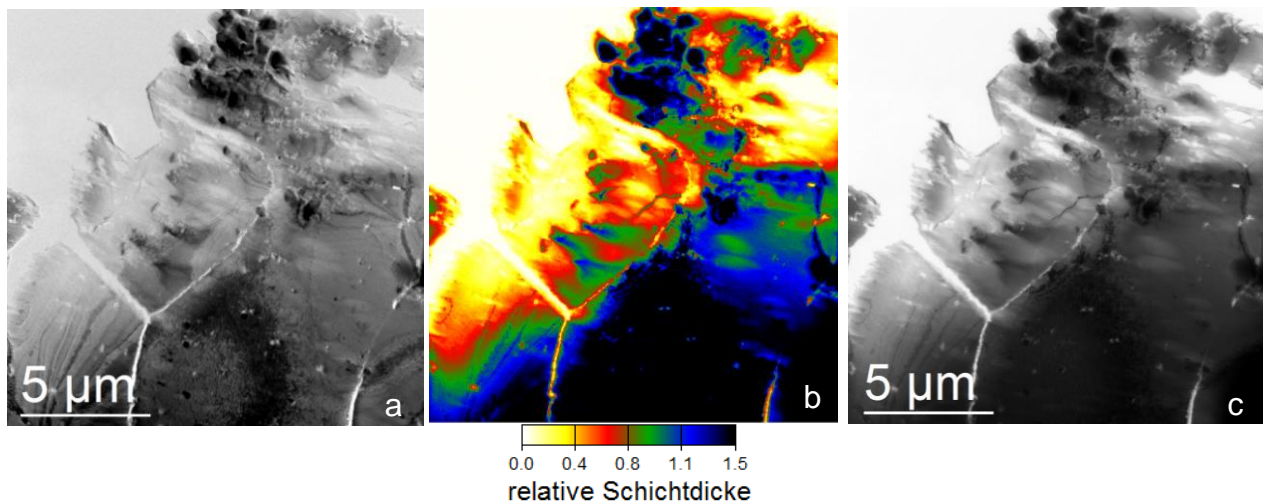 5 μm
a
b
5 μm
c
0.0 0.4 0.8 1.1 1.5
relative Schichtdicke